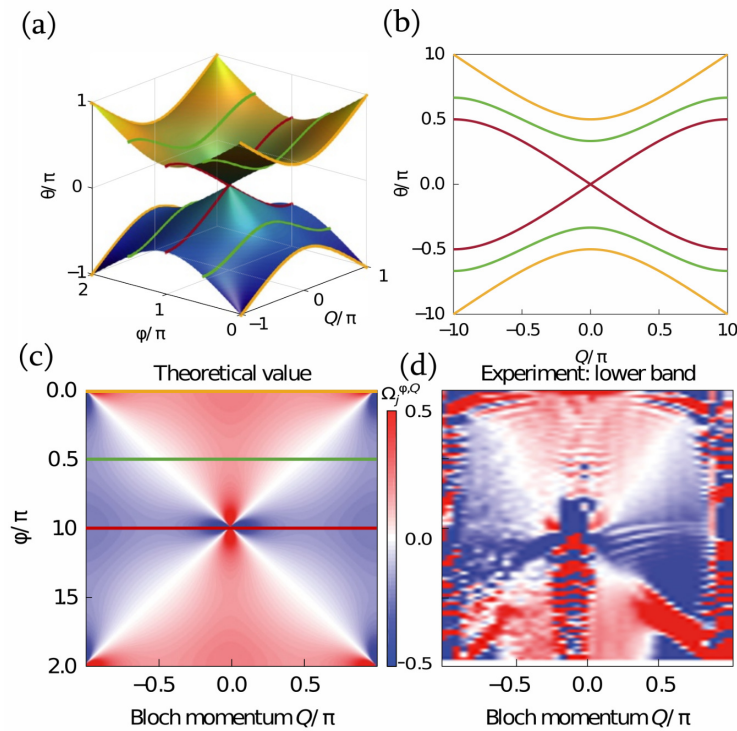 (a)
(b)
1
0
−1
θ/π
2
1
0
φ/π
−1
0
1
Q/π
10
0.5
0.0
−0.5
−10
θ/π
−10
−0.5
0.0
0.5
10
Q/π
(c)
(d)
Theoretical value
Experiment: lower band
Ω_j^{φ,Q}
0.0
0.5
10
15
2.0
φ/π
0.5
−0.5
−0.5
0.0
0.5
−0.5
0.0
0.5
Bloch momentum Q/π
Bloch momentum Q/π